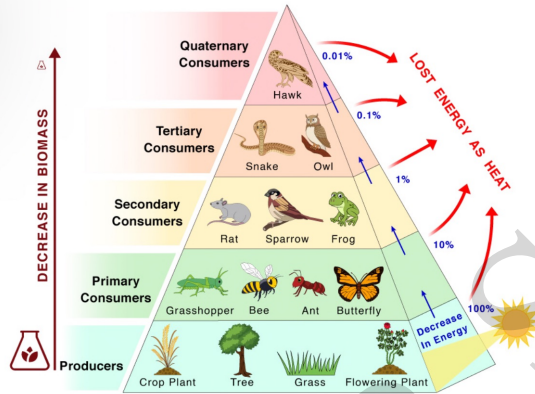 Quaternary
Consumers
0.01%
Hawk
LOST ENERGY AS HEAT
0.1%
Tertiary
Consumers
Snake
Owl
1%
DECREASE IN BIOMASS
Secondary
Consumers
Rat
Sparrow
Frog
10%
Primary
Consumers
Grasshopper
Bee
Ant
Butterfly
100%
Decrease
In Energy
Producers
Crop Plant
Tree
Grass
Flowering Plant